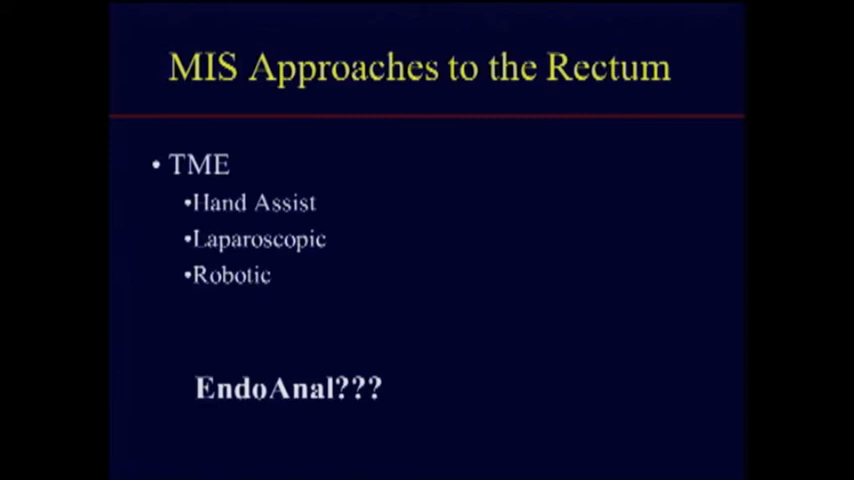 MIS Approaches to the Rectum
• TME
•Hand Assist
•Laparoscopic
•Robotic
EndoAnal???